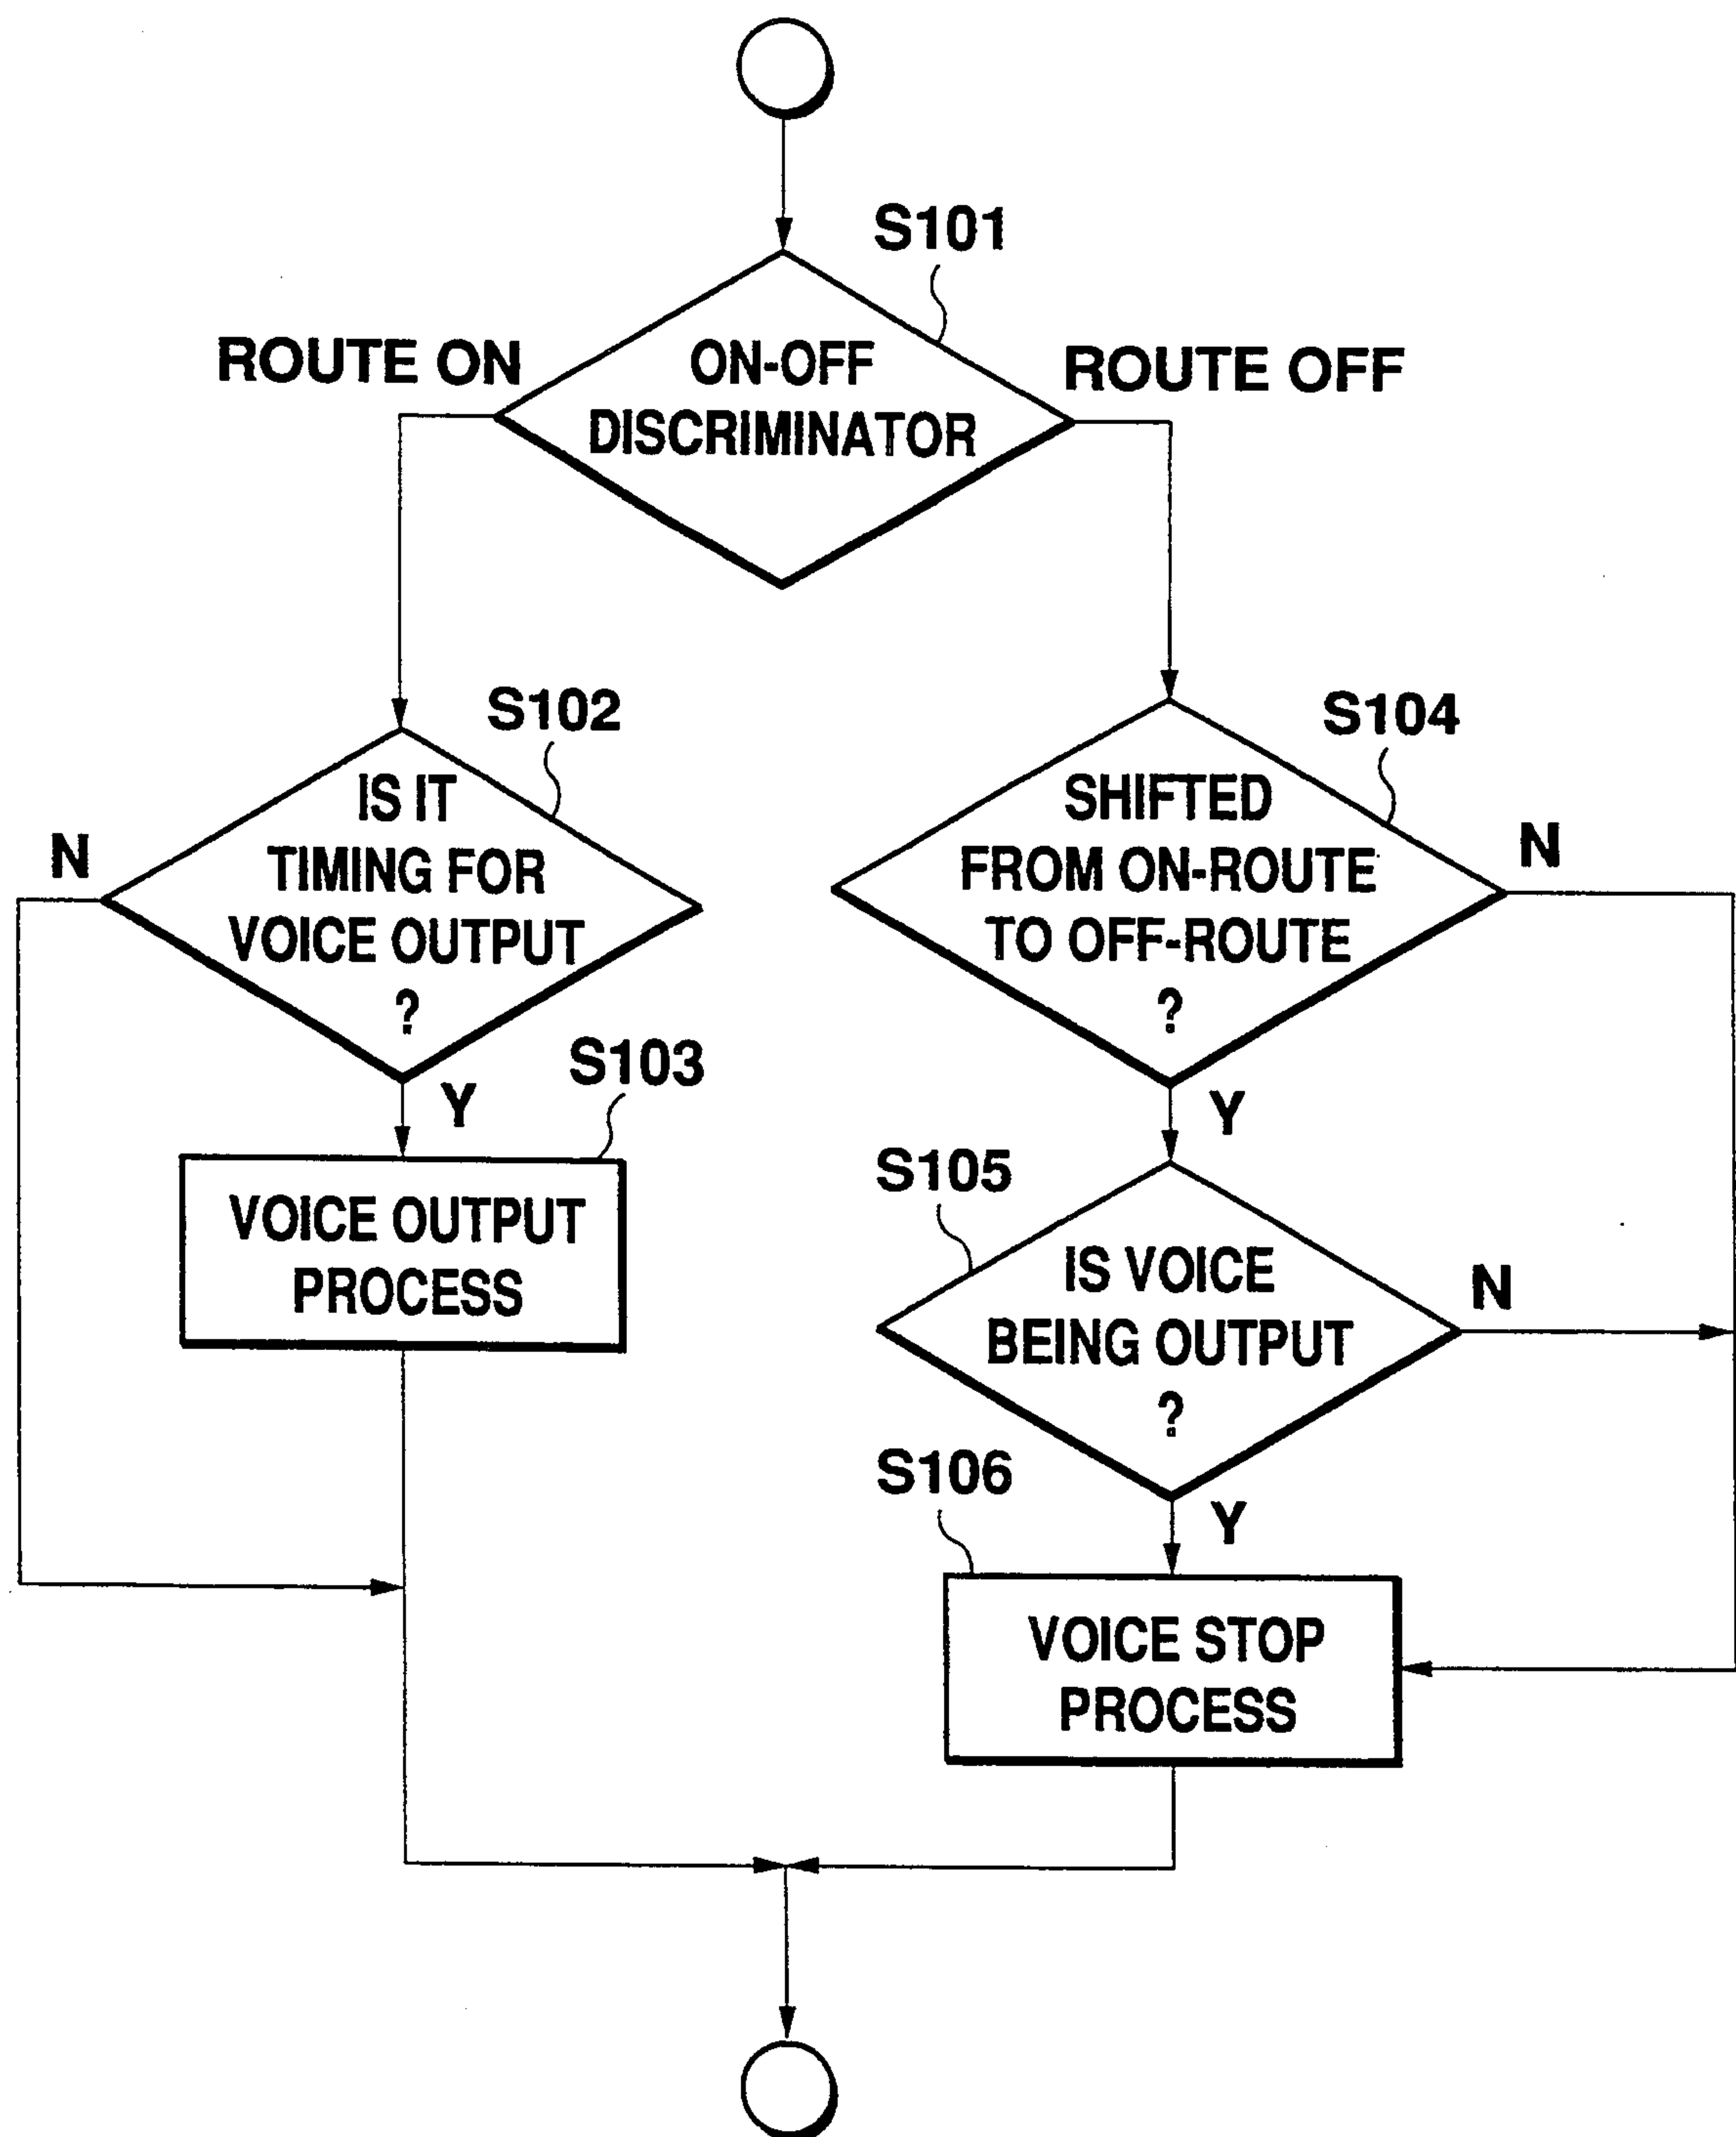 S101
ROUTE ON
ON-OFF
DISCRIMINATOR
ROUTE OFF
S102
IS IT
TIMING FOR
VOICE OUTPUT
?
N
Y
S103
VOICE OUTPUT
PROCESS
S104
SHIFTED
FROM ON-ROUTE
TO OFF-ROUTE
?
N
Y
S105
IS VOICE
BEING OUTPUT
?
N
Y
S106
VOICE STOP
PROCESS